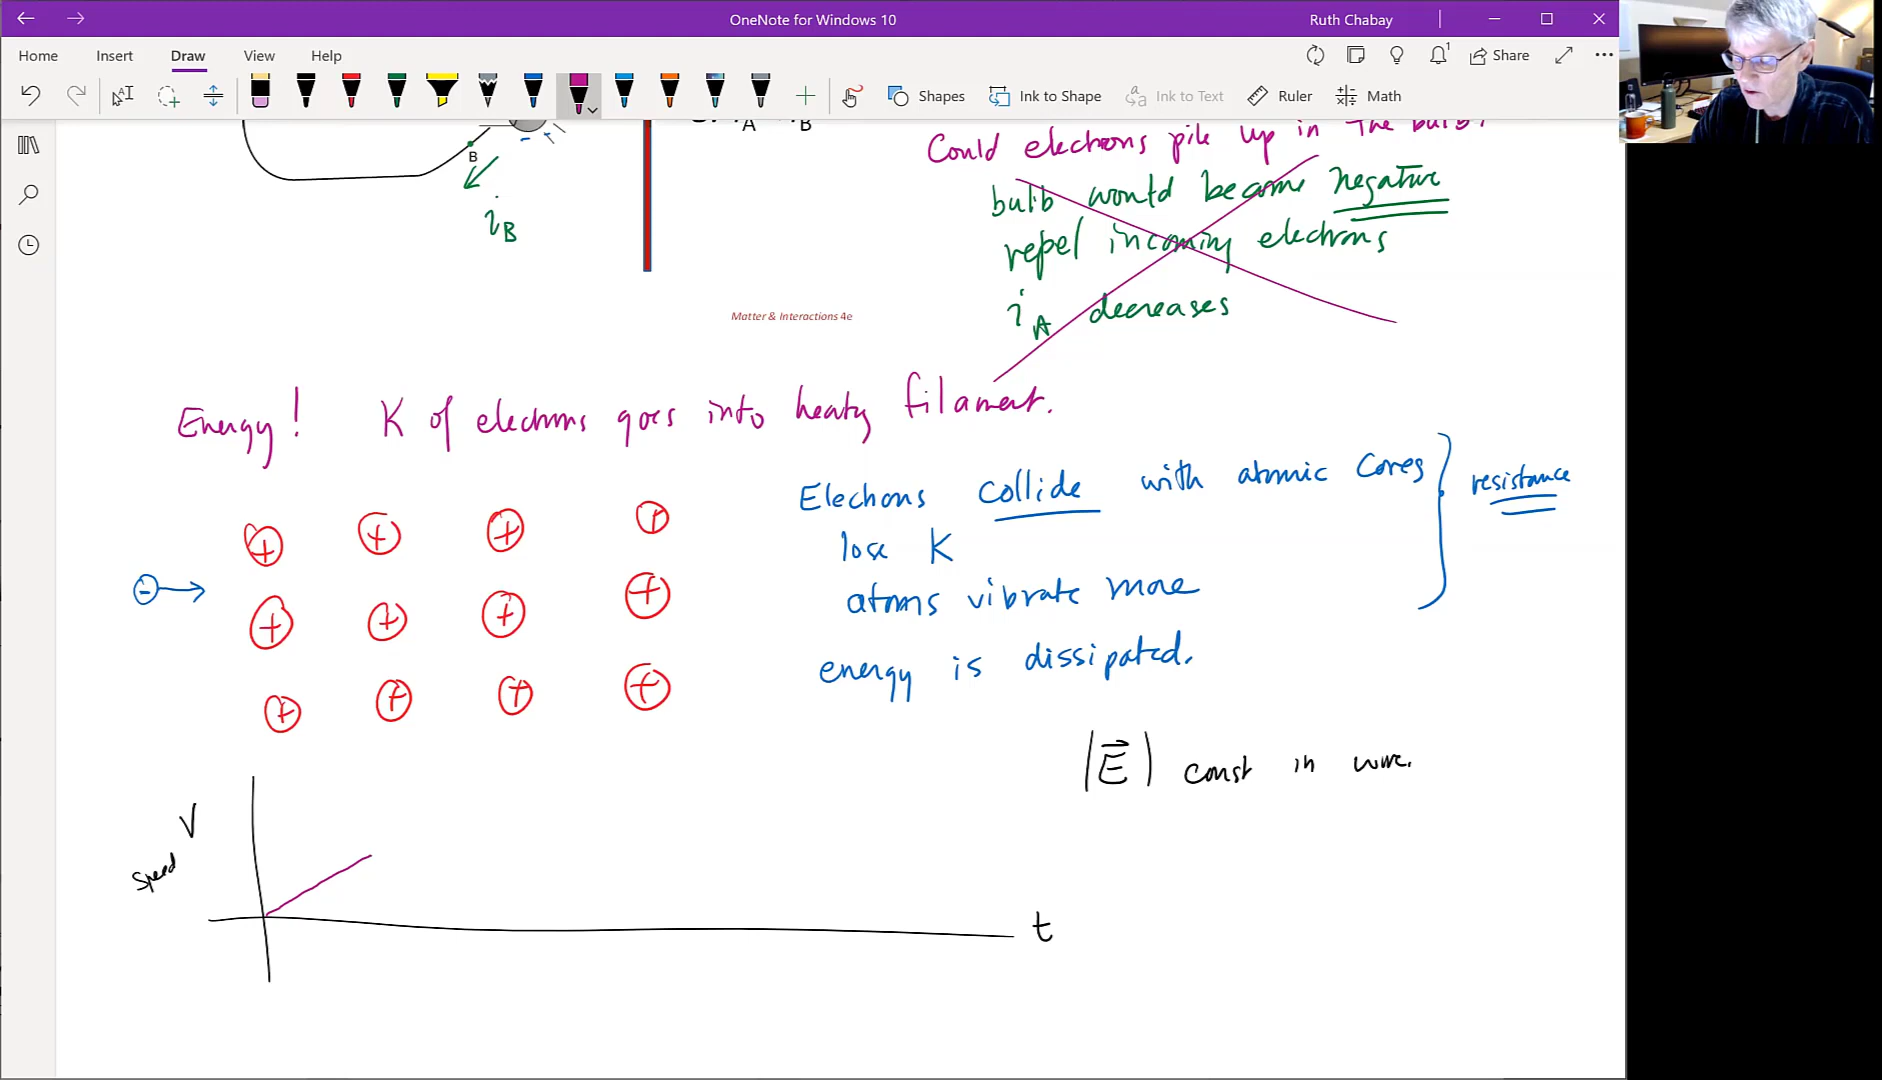 OneNote for Windows 10
Ruth Chabay
Home Insert Draw View Help
1
Share
Shapes
Ink to Shape
Ink to Text
Ruler
Math
A B
B
i_B
Could electrons pile up in the bulb?
bulb would become negative
repel incoming electrons
i_A decreases
Matter & Interactions 4e
Energy! K of electrons goes into heatg filament.
Electrons collide with atomic cores
resistance
lose K
atoms vibrate more
energy is dissipated.
+ + + +
-
+ + + +
+ + + +
|E⃗| const in wire.
V
speed
t